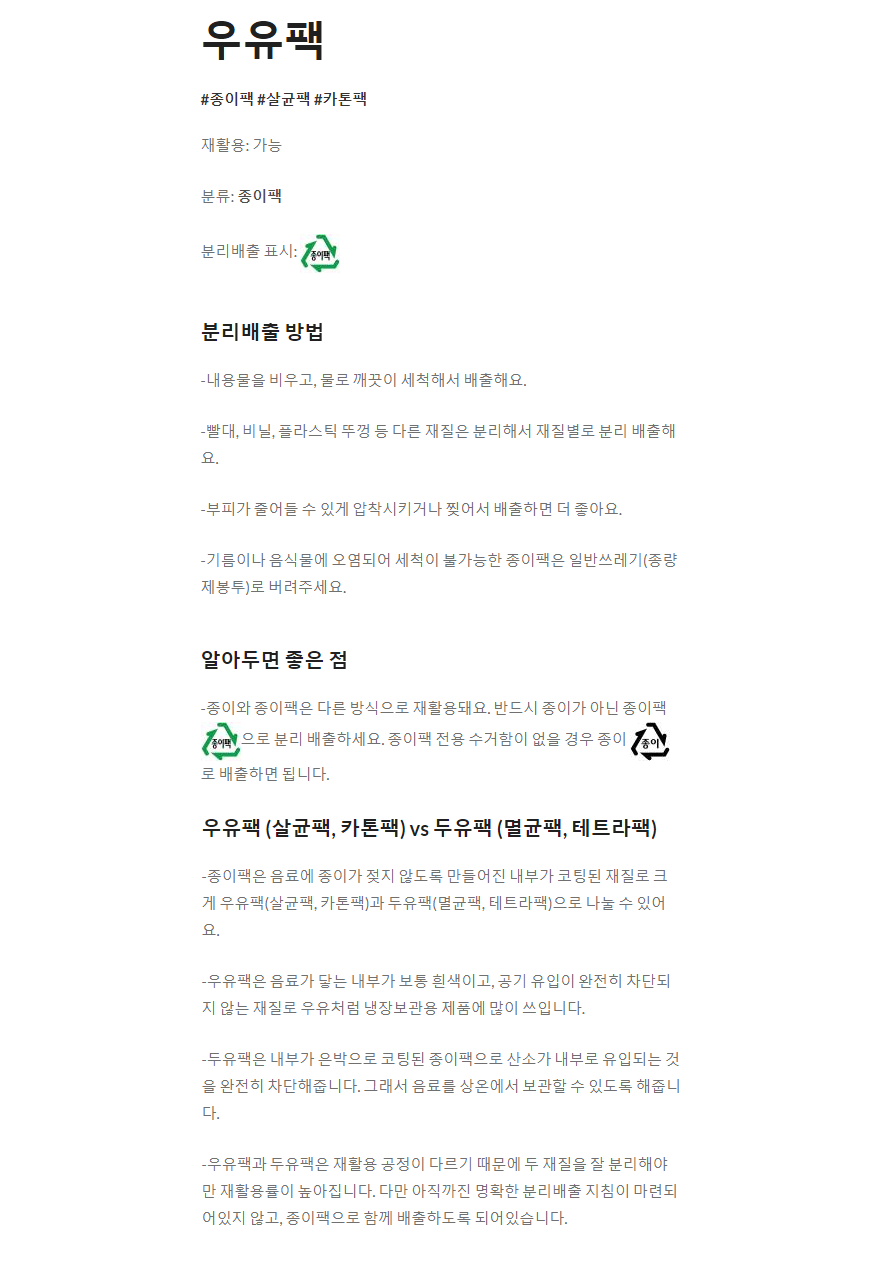 우유팩
#종이팩 #살균팩 #카톤팩
재활용: 가능
분류: 종이팩
분리배출 표시: 종이팩
분리배출 방법
-내용물을 비우고, 물로 깨끗이 세척해서 배출해요.
-빨대, 비닐, 플라스틱 뚜껑 등 다른 재질은 분리해서 재질별로 분리 배출해
요.
-부피가 줄어들 수 있게 압착시키거나 찢어서 배출하면 더 좋아요.
-기름이나 음식물에 오염되어 세척이 불가능한 종이팩은 일반쓰레기(종량
제봉투)로 버려주세요.
알아두면 좋은 점
-종이와 종이팩은 다른 방식으로 재활용돼요. 반드시 종이가 아닌 종이팩
종이팩 으로 분리 배출하세요. 종이팩 전용 수거함이 없을 경우 종이 종이
로 배출하면 됩니다.
우유팩 (살균팩, 카톤팩) vs 두유팩 (멸균팩, 테트라팩)
-종이팩은 음료에 종이가 젖지 않도록 만들어진 내부가 코팅된 재질로 크
게 우유팩(살균팩, 카톤팩)과 두유팩(멸균팩, 테트라팩)으로 나눌 수 있어
요.
-우유팩은 음료가 닿는 내부가 보통 흰색이고, 공기 유입이 완전히 차단되
지 않는 재질로 우유처럼 냉장보관용 제품에 많이 쓰입니다.
-두유팩은 내부가 은박으로 코팅된 종이팩으로 산소가 내부로 유입되는 것
을 완전히 차단해줍니다. 그래서 음료를 상온에서 보관할 수 있도록 해줍니
다.
-우유팩과 두유팩은 재활용 공정이 다르기 때문에 두 재질을 잘 분리해야
만 재활용률이 높아집니다. 다만 아직까진 명확한 분리배출 지침이 마련되
어있지 않고, 종이팩으로 함께 배출하도록 되어있습니다.